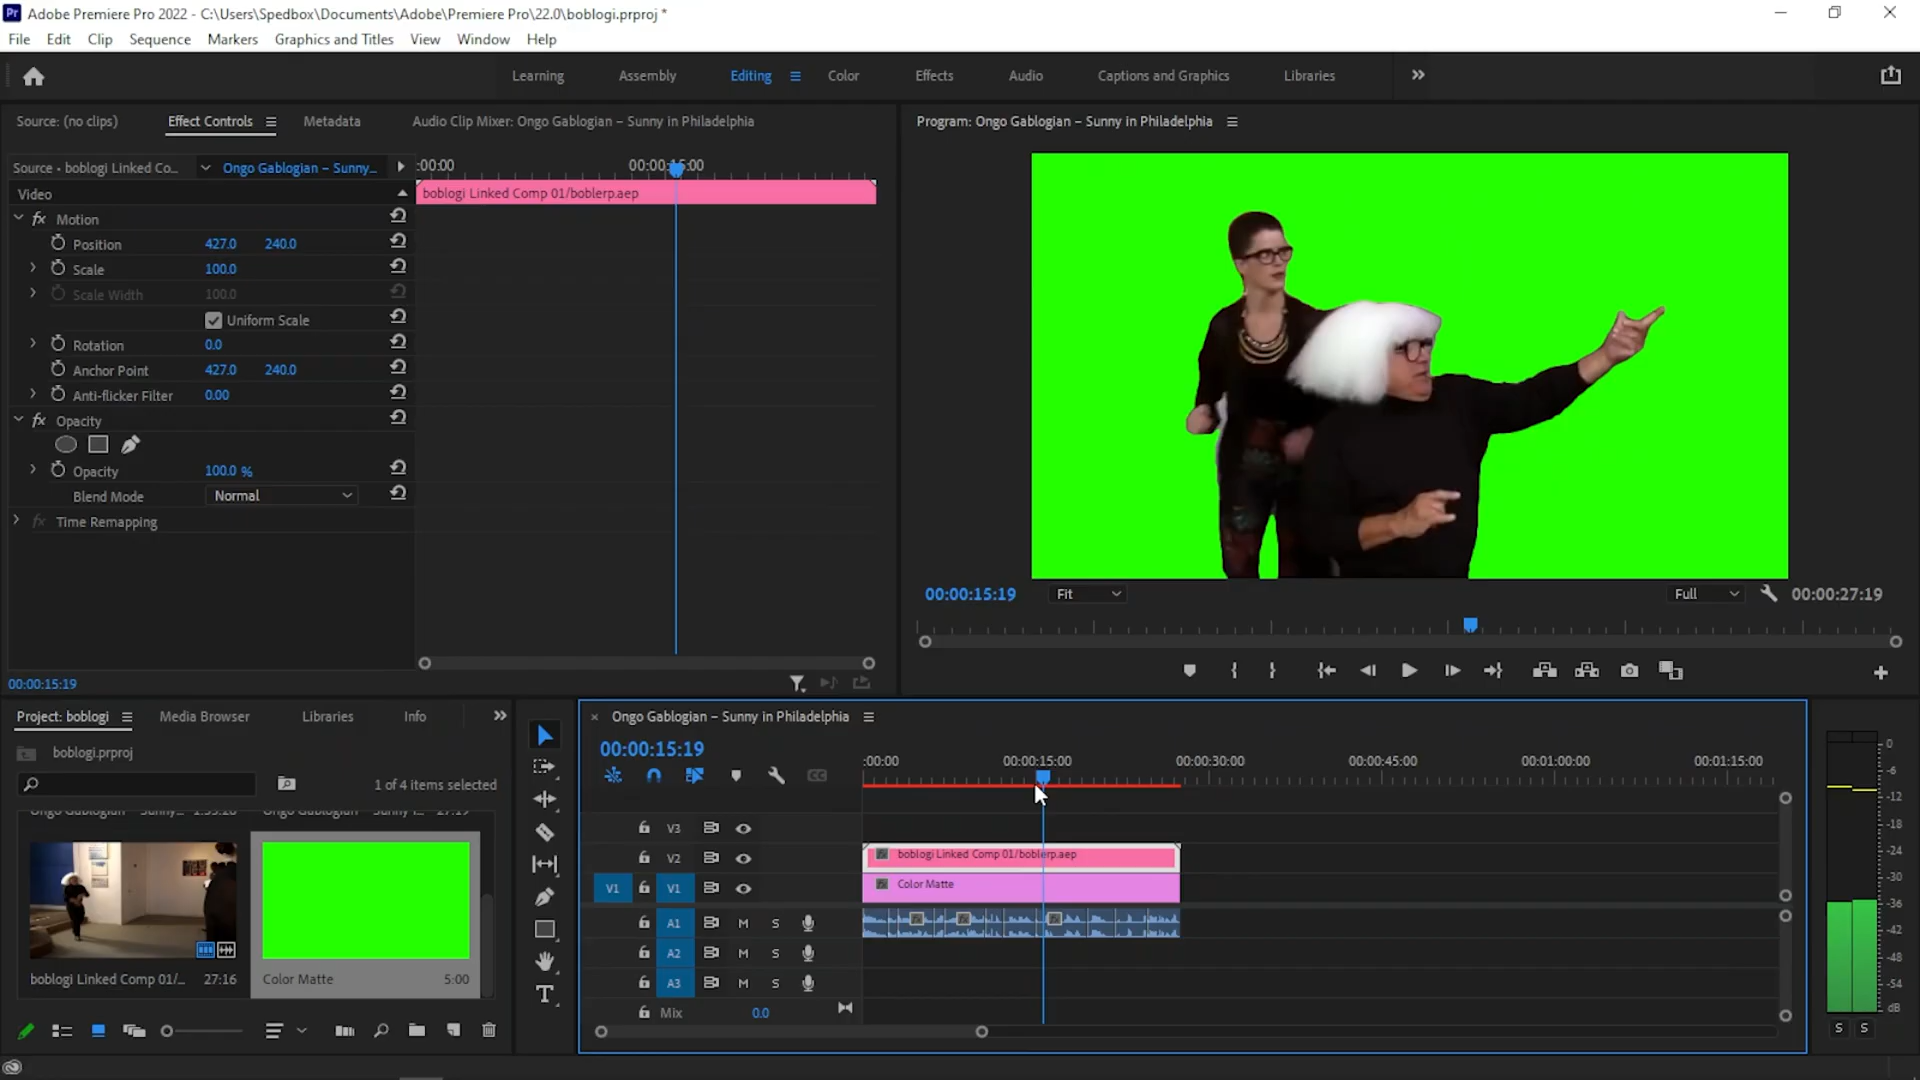 Pr Adobe Premiere Pro 2022 - C:\Users\Spedbox\Documents\Adobe\Premiere Pro\22.0\boblogi.prproj *
File Edit Clip Sequence Markers Graphics and Titles View Window Help
Learning Assembly Editing Color Effects Audio Captions and Graphics Libraries
Source: (no clips) Effect Controls Metadata Audio Clip Mixer: Ongo Gablogian – Sunny in Philadelphia
Program: Ongo Gablogian – Sunny in Philadelphia
Source • boblogi Linked Co... Ongo Gablogian – Sunny... :00:00 00:00:15:00
Video boblogi Linked Comp 01/boblerp.aep
fx Motion
Position 427.0 240.0
Scale 100.0
Scale Width 100.0
Uniform Scale
Rotation 0.0
Anchor Point 427.0 240.0
Anti-flicker Filter 0.00
fx Opacity
Opacity 100.0 %
Blend Mode Normal
fx Time Remapping
00:00:15:19
00:00:15:19 Fit Full 00:00:27:19
Project: boblogi Media Browser Libraries Info
boblogi.prproj
1 of 4 items selected
boblogi Linked Comp 01/... 27:16
Color Matte 5:00
Ongo Gablogian – Sunny in Philadelphia
00:00:15:19
:00:00 00:00:15:00 00:00:30:00 00:00:45:00 00:01:00:00 00:01:15:00
V3
V2 boblogi Linked Comp 01/boblerp.aep
V1 V1 Color Matte
A1 M S
A2 M S
A3 M S
Mix 0.0
0
-6
-12
-18
-24
-30
-36
-42
-48
-54
dB
S S